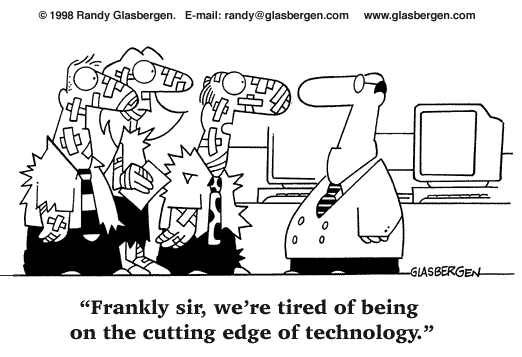 © 1998 Randy Glasbergen. E-mail: randy@glasbergen.com www.glasbergen.com
GLASBERGEN
“Frankly sir, we’re tired of being
on the cutting edge of technology.”